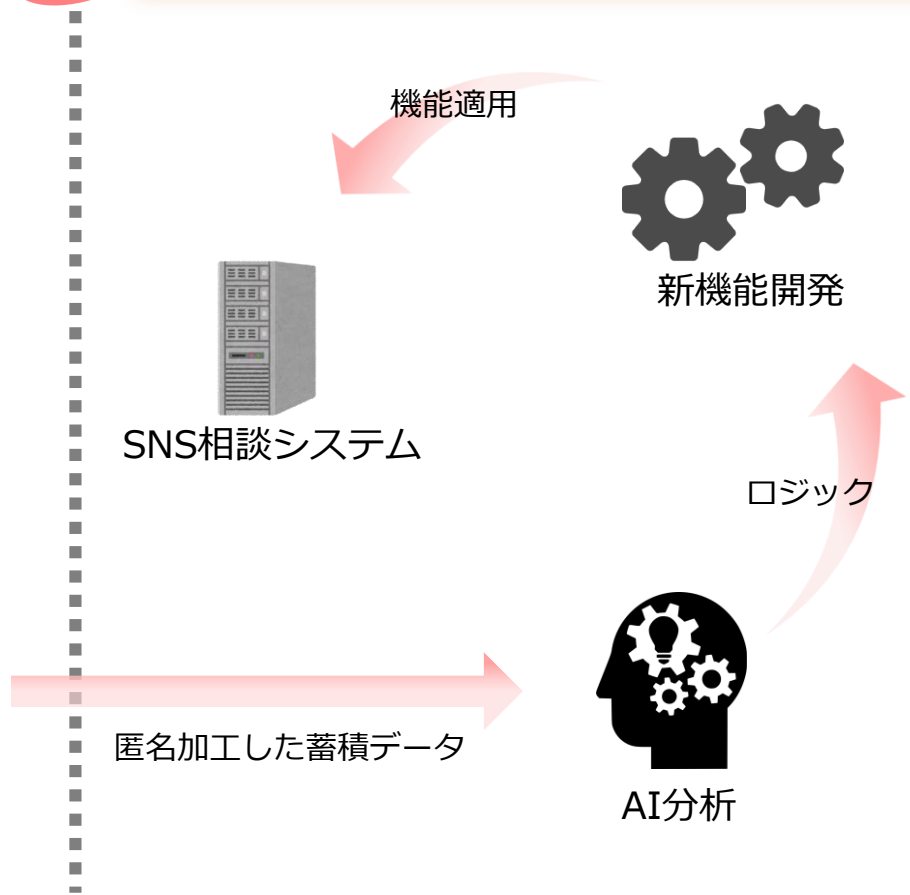 機能適用
新機能開発
SNS相談システム
ロジック
匿名加工した蓄積データ
AI分析